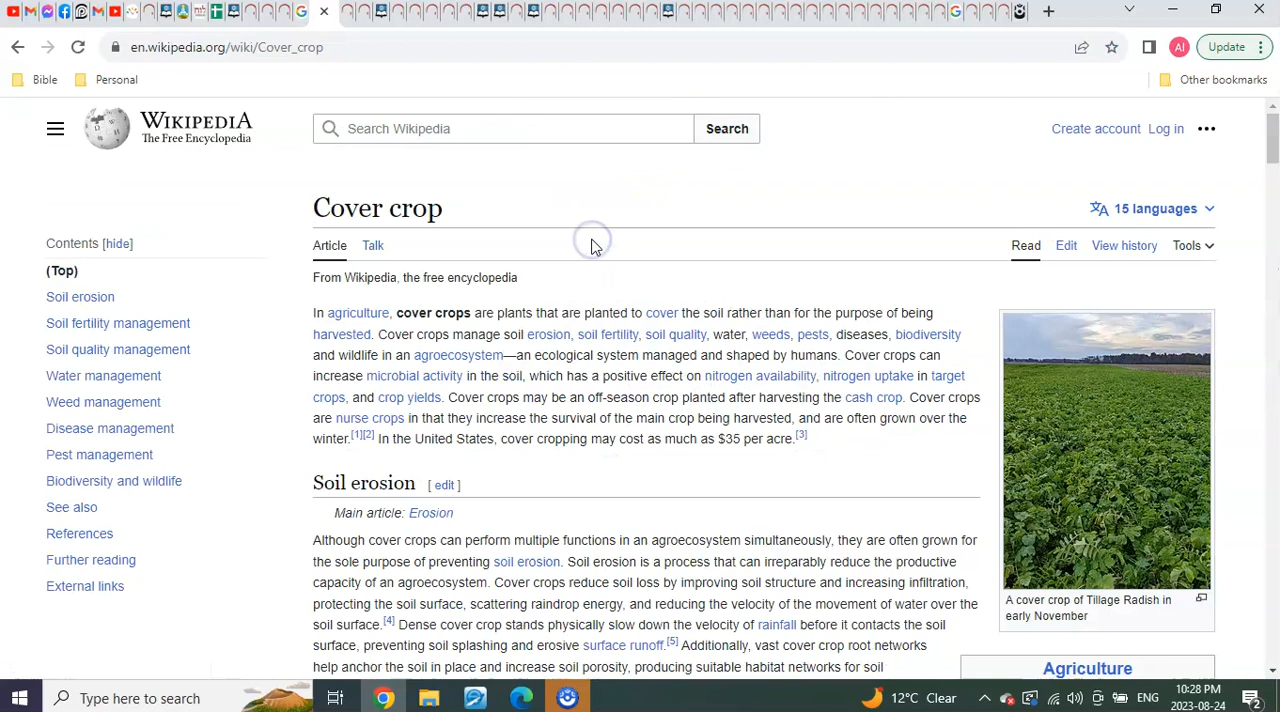 en.wikipedia.org/wiki/Cover_crop
AI
Update
Bible
Personal
Other bookmarks
WIKIPEDIA
The Free Encyclopedia
Search Wikipedia
Search
Create account
Log in
Cover crop
15 languages
Contents [hide]
Article
Talk
Read
Edit
View history
Tools
(Top)
From Wikipedia, the free encyclopedia
Soil erosion
Soil fertility management
Soil quality management
Water management
Weed management
Disease management
Pest management
Biodiversity and wildlife
See also
References
Further reading
External links
In agriculture, cover crops are plants that are planted to cover the soil rather than for the purpose of being
harvested. Cover crops manage soil erosion, soil fertility, soil quality, water, weeds, pests, diseases, biodiversity
and wildlife in an agroecosystem—an ecological system managed and shaped by humans. Cover crops can
increase microbial activity in the soil, which has a positive effect on nitrogen availability, nitrogen uptake in target
crops, and crop yields. Cover crops may be an off-season crop planted after harvesting the cash crop. Cover crops
are nurse crops in that they increase the survival of the main crop being harvested, and are often grown over the
winter.[1][2] In the United States, cover cropping may cost as much as $35 per acre.[3]
Soil erosion [ edit ]
Main article: Erosion
Although cover crops can perform multiple functions in an agroecosystem simultaneously, they are often grown for
the sole purpose of preventing soil erosion. Soil erosion is a process that can irreparably reduce the productive
capacity of an agroecosystem. Cover crops reduce soil loss by improving soil structure and increasing infiltration,
protecting the soil surface, scattering raindrop energy, and reducing the velocity of the movement of water over the
soil surface.[4] Dense cover crop stands physically slow down the velocity of rainfall before it contacts the soil
surface, preventing soil splashing and erosive surface runoff.[5] Additionally, vast cover crop root networks
help anchor the soil in place and increase soil porosity, producing suitable habitat networks for soil
A cover crop of Tillage Radish in
early November
Agriculture
Type here to search
12°C Clear
ENG
10:28 PM
2023-08-24
2